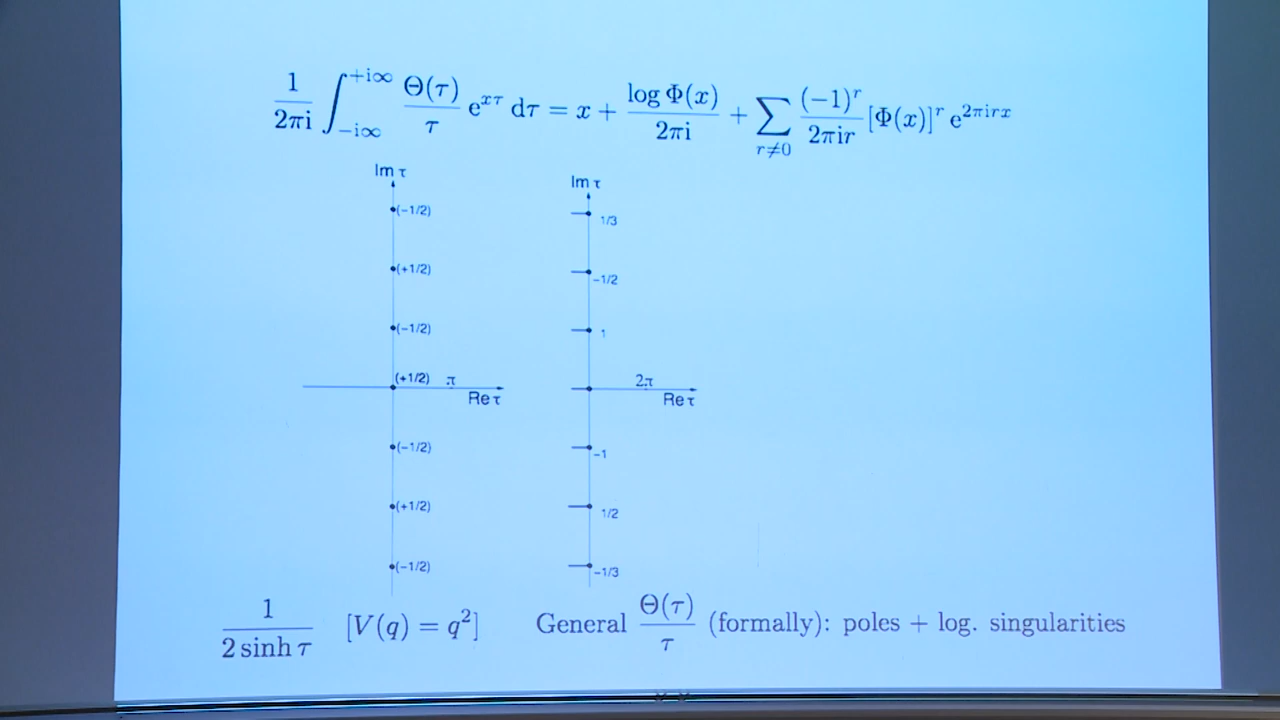 1/2πi ∫_{−i∞}^{+i∞} Θ(τ)/τ e^{xτ} dτ = x + log Φ(x)/2πi + ∑_{r≠0} (−1)^r/2πir [Φ(x)]^r e^{2πirx}
Im τ
(−1/2)
(+1/2)
(−1/2)
(+1/2) π
Re τ
(−1/2)
(+1/2)
(−1/2)
Im τ
1/3
−1/2
1
2π
Re τ
−1
1/2
−1/3
1/2 sinh τ [V(q) = q²]
General Θ(τ)/τ (formally): poles + log. singularities